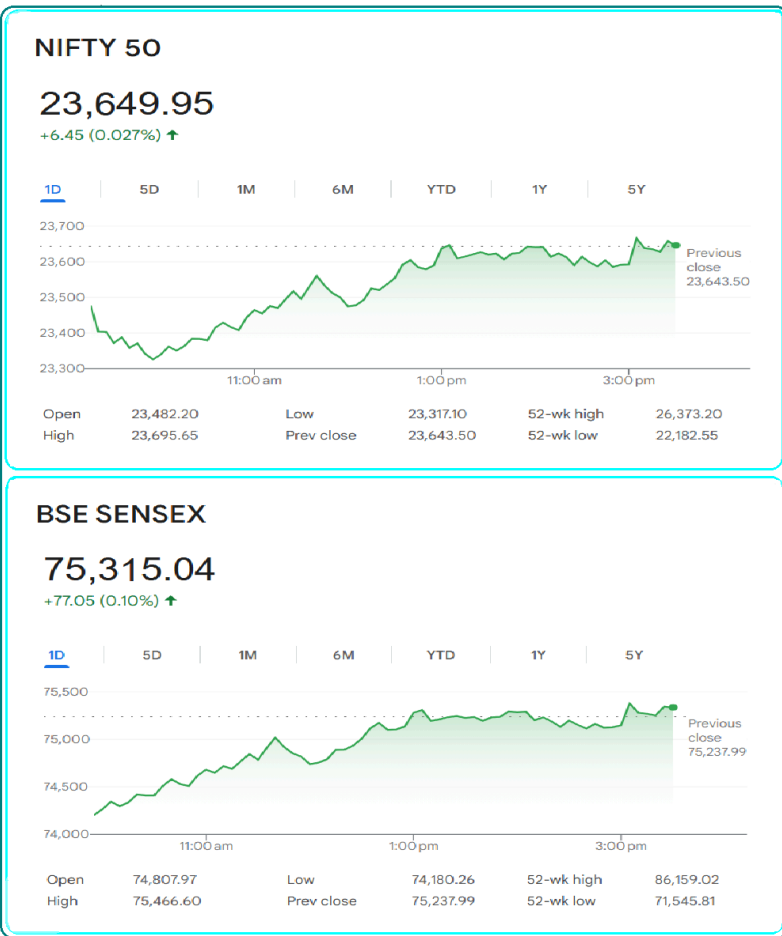 NIFTY 50
23,649.95
+6.45 (0.027%) ↑
1D 5D 1M 6M YTD 1Y 5Y
23,700
23,600
23,500
23,400
23,300
Previous
close
23,643.50
11:00 am 1:00 pm 3:00 pm
Open 23,482.20 Low 23,317.10 52-wk high 26,373.20
High 23,695.65 Prev close 23,643.50 52-wk low 22,182.55
BSE SENSEX
75,315.04
+77.05 (0.10%) ↑
1D 5D 1M 6M YTD 1Y 5Y
75,500
75,000
74,500
74,000
Previous
close
75,237.99
11:00 am 1:00 pm 3:00 pm
Open 74,807.97 Low 74,180.26 52-wk high 86,159.02
High 75,466.60 Prev close 75,237.99 52-wk low 71,545.81